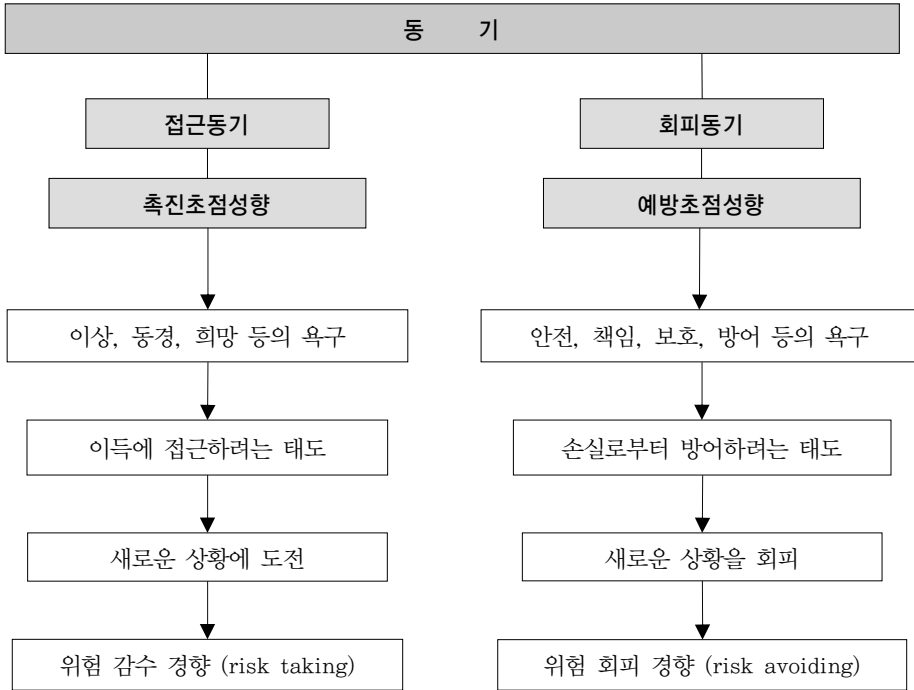 동 기
접근동기
회피동기
촉진초점성향
예방초점성향
이상, 동경, 희망 등의 욕구
안전, 책임, 보호, 방어 등의 욕구
이득에 접근하려는 태도
손실로부터 방어하려는 태도
새로운 상황에 도전
새로운 상황을 회피
위험 감수 경향 (risk taking)
위험 회피 경향 (risk avoiding)